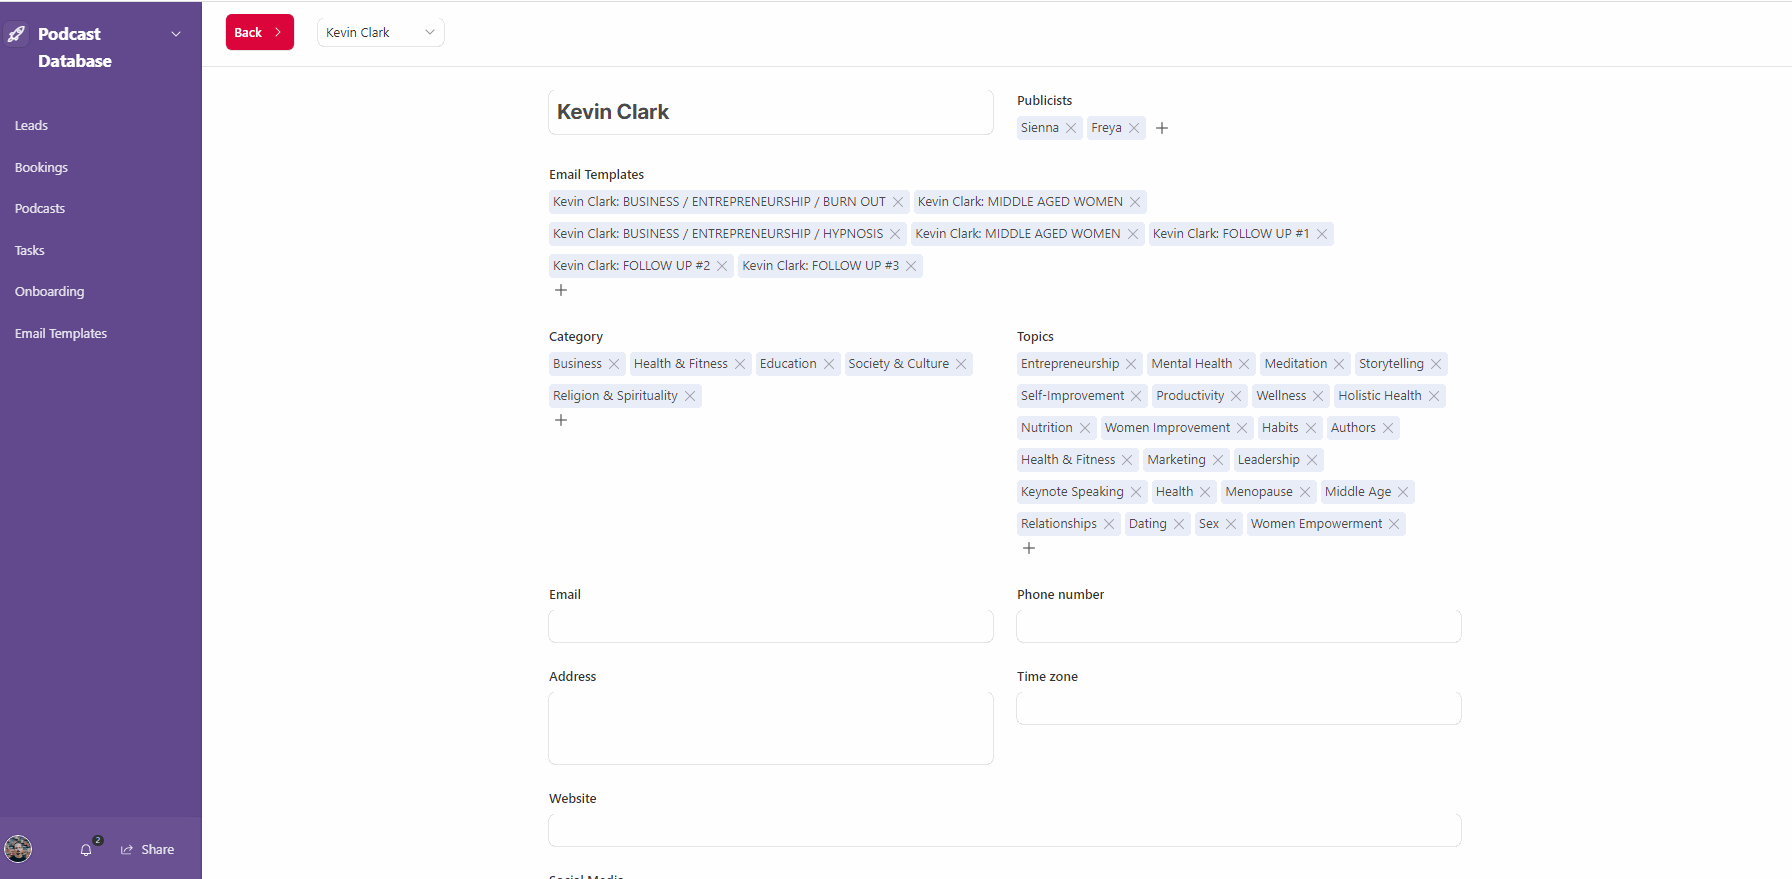 Podcast
Database
Leads
Bookings
Podcasts
Tasks
Onboarding
Email Templates
2
Share
Back
Kevin Clark
Kevin Clark
Publicists
Sienna Freya
Email Templates
Kevin Clark: BUSINESS / ENTREPRENEURSHIP / BURN OUT Kevin Clark: MIDDLE AGED WOMEN
Kevin Clark: BUSINESS / ENTREPRENEURSHIP / HYPNOSIS Kevin Clark: MIDDLE AGED WOMEN Kevin Clark: FOLLOW UP #1
Kevin Clark: FOLLOW UP #2 Kevin Clark: FOLLOW UP #3
Category
Business Health & Fitness Education Society & Culture
Religion & Spirituality
Topics
Entrepreneurship Mental Health Meditation Storytelling
Self-Improvement Productivity Wellness Holistic Health
Nutrition Women Improvement Habits Authors
Health & Fitness Marketing Leadership
Keynote Speaking Health Menopause Middle Age
Relationships Dating Sex Women Empowerment
Email
Phone number
Address
Time zone
Website
Social Media